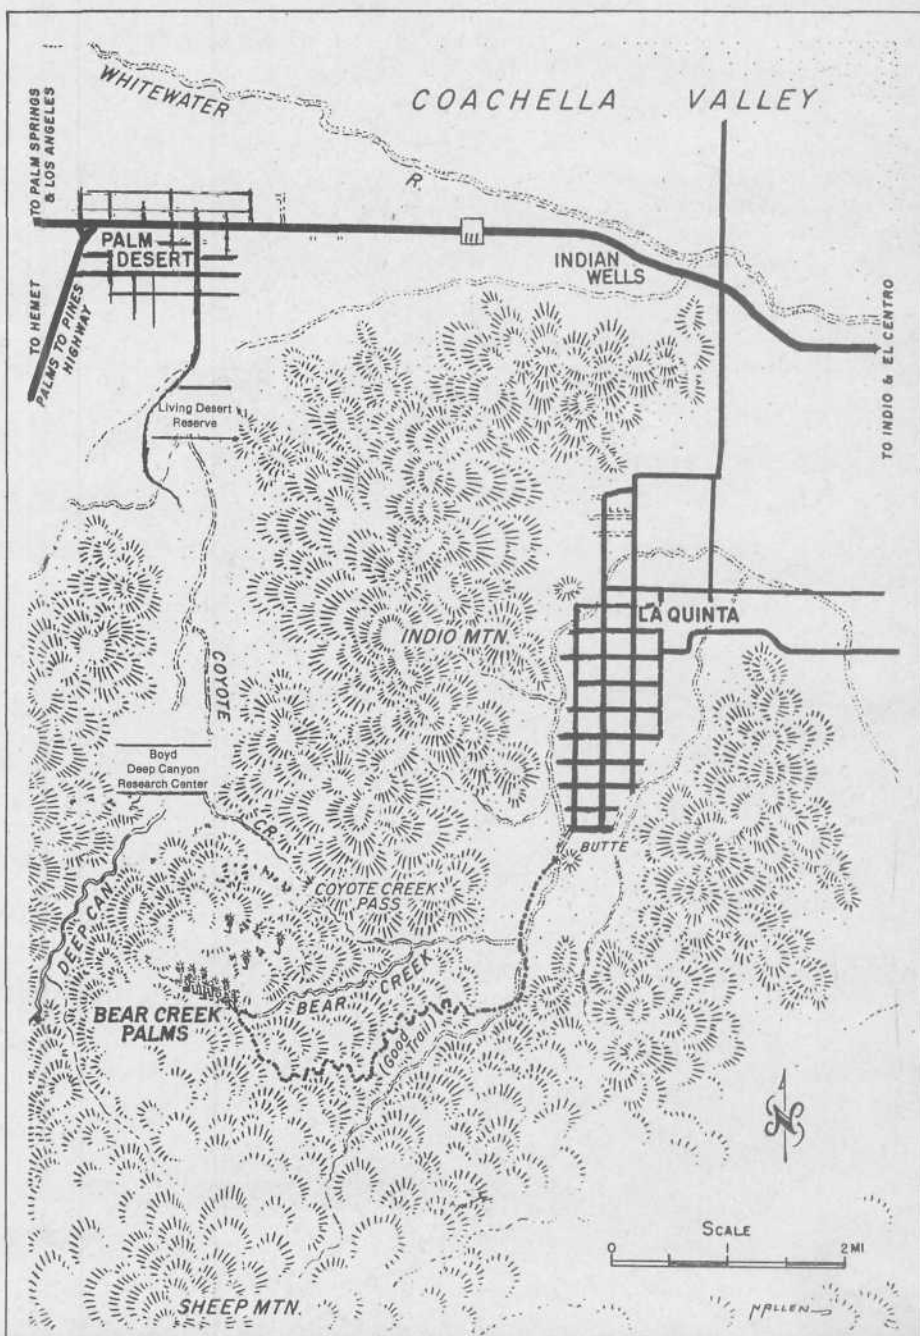 COACHELLA VALLEY
WHITEWATER
R.
TO PALM SPRINGS
& LOS ANGELES
PALM
DESERT
111
INDIAN
WELLS
TO HEMET
PALMS TO PINES
HIGHWAY
TO INDIO & EL CENTRO
Living Desert
Reserve
LA QUINTA
INDIO MTN.
COYOTE
CR.
Boyd
Deep Canyon
Research Center
BUTTE
COYOTE CREEK
PASS
DEEP CAN
BEAR CREEK
BEAR CREEK
PALMS
(Good
Trail)
N
SCALE
0
2 MI
SHEEP MTN.
N ALLEN